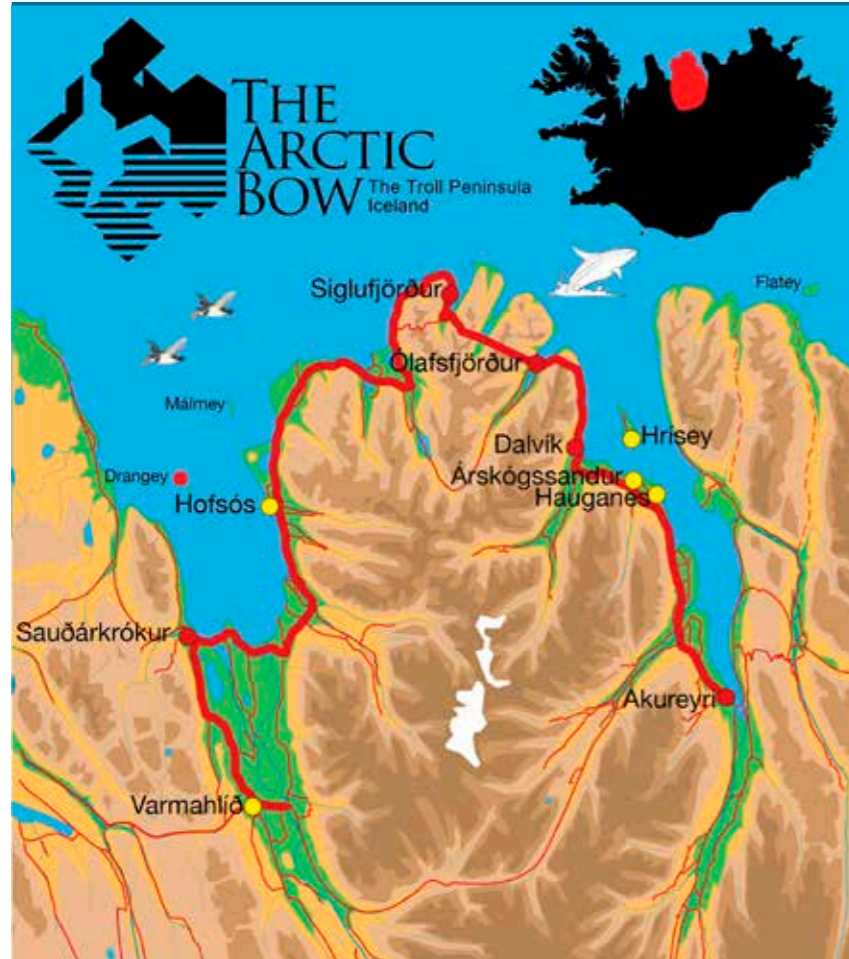 THE
ARCTIC
BOW The Troll Peninsula
Iceland
Siglufjörður
Flatey
Ólafsfjörður
Málmey
Hrísey
Dalvík
Drangey
Árskógssandur
Hauganes
Hofsós
Sauðárkrókur
Akureyri
Varmahlíð